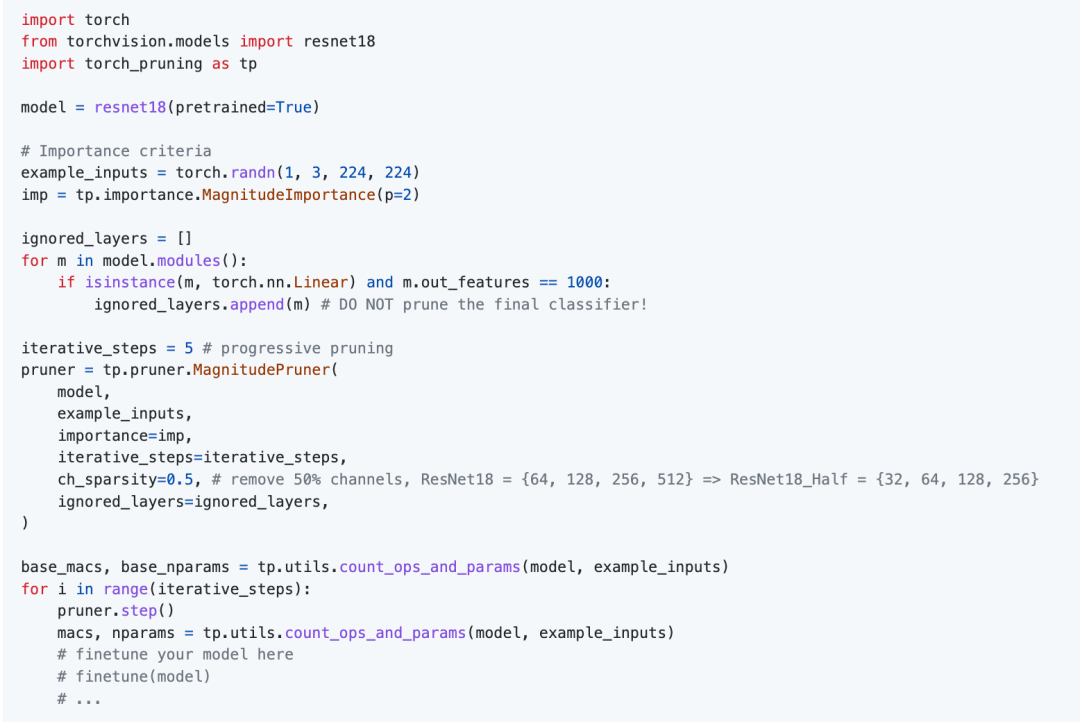 import torch
from torchvision.models import resnet18
import torch_pruning as tp

model = resnet18(pretrained=True)

# Importance criteria
example_inputs = torch.randn(1, 3, 224, 224)
imp = tp.importance.MagnitudeImportance(p=2)

ignored_layers = []
for m in model.modules():
    if isinstance(m, torch.nn.Linear) and m.out_features == 1000:
        ignored_layers.append(m) # DO NOT prune the final classifier!

iterative_steps = 5 # progressive pruning
pruner = tp.pruner.MagnitudePruner(
    model,
    example_inputs,
    importance=imp,
    iterative_steps=iterative_steps,
    ch_sparsity=0.5, # remove 50% channels, ResNet18 = {64, 128, 256, 512} => ResNet18_Half = {32, 64, 128, 256}
    ignored_layers=ignored_layers,
)

base_macs, base_nparams = tp.utils.count_ops_and_params(model, example_inputs)
for i in range(iterative_steps):
    pruner.step()
    macs, nparams = tp.utils.count_ops_and_params(model, example_inputs)
    # finetune your model here
    # finetune(model)
    # ...